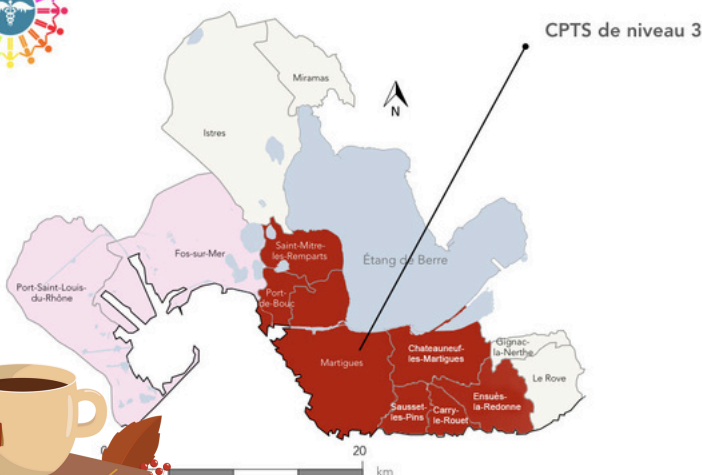 CPTS de niveau 3
Miramas
N
Istres
Saint-Mitre-
les-Remparts
Étang de Berre
Fos-sur-Mer
Port-Saint-Louis-
du-Rhône
Port-
de-Bouc
Martigues
Chateauneuf-
les-Martigues
Gignac-
la-Nerthe
Le Rove
Sausset-
les-Pins
Carry-
le-Rouet
Ensuès-
la-Redonne
0
20
km